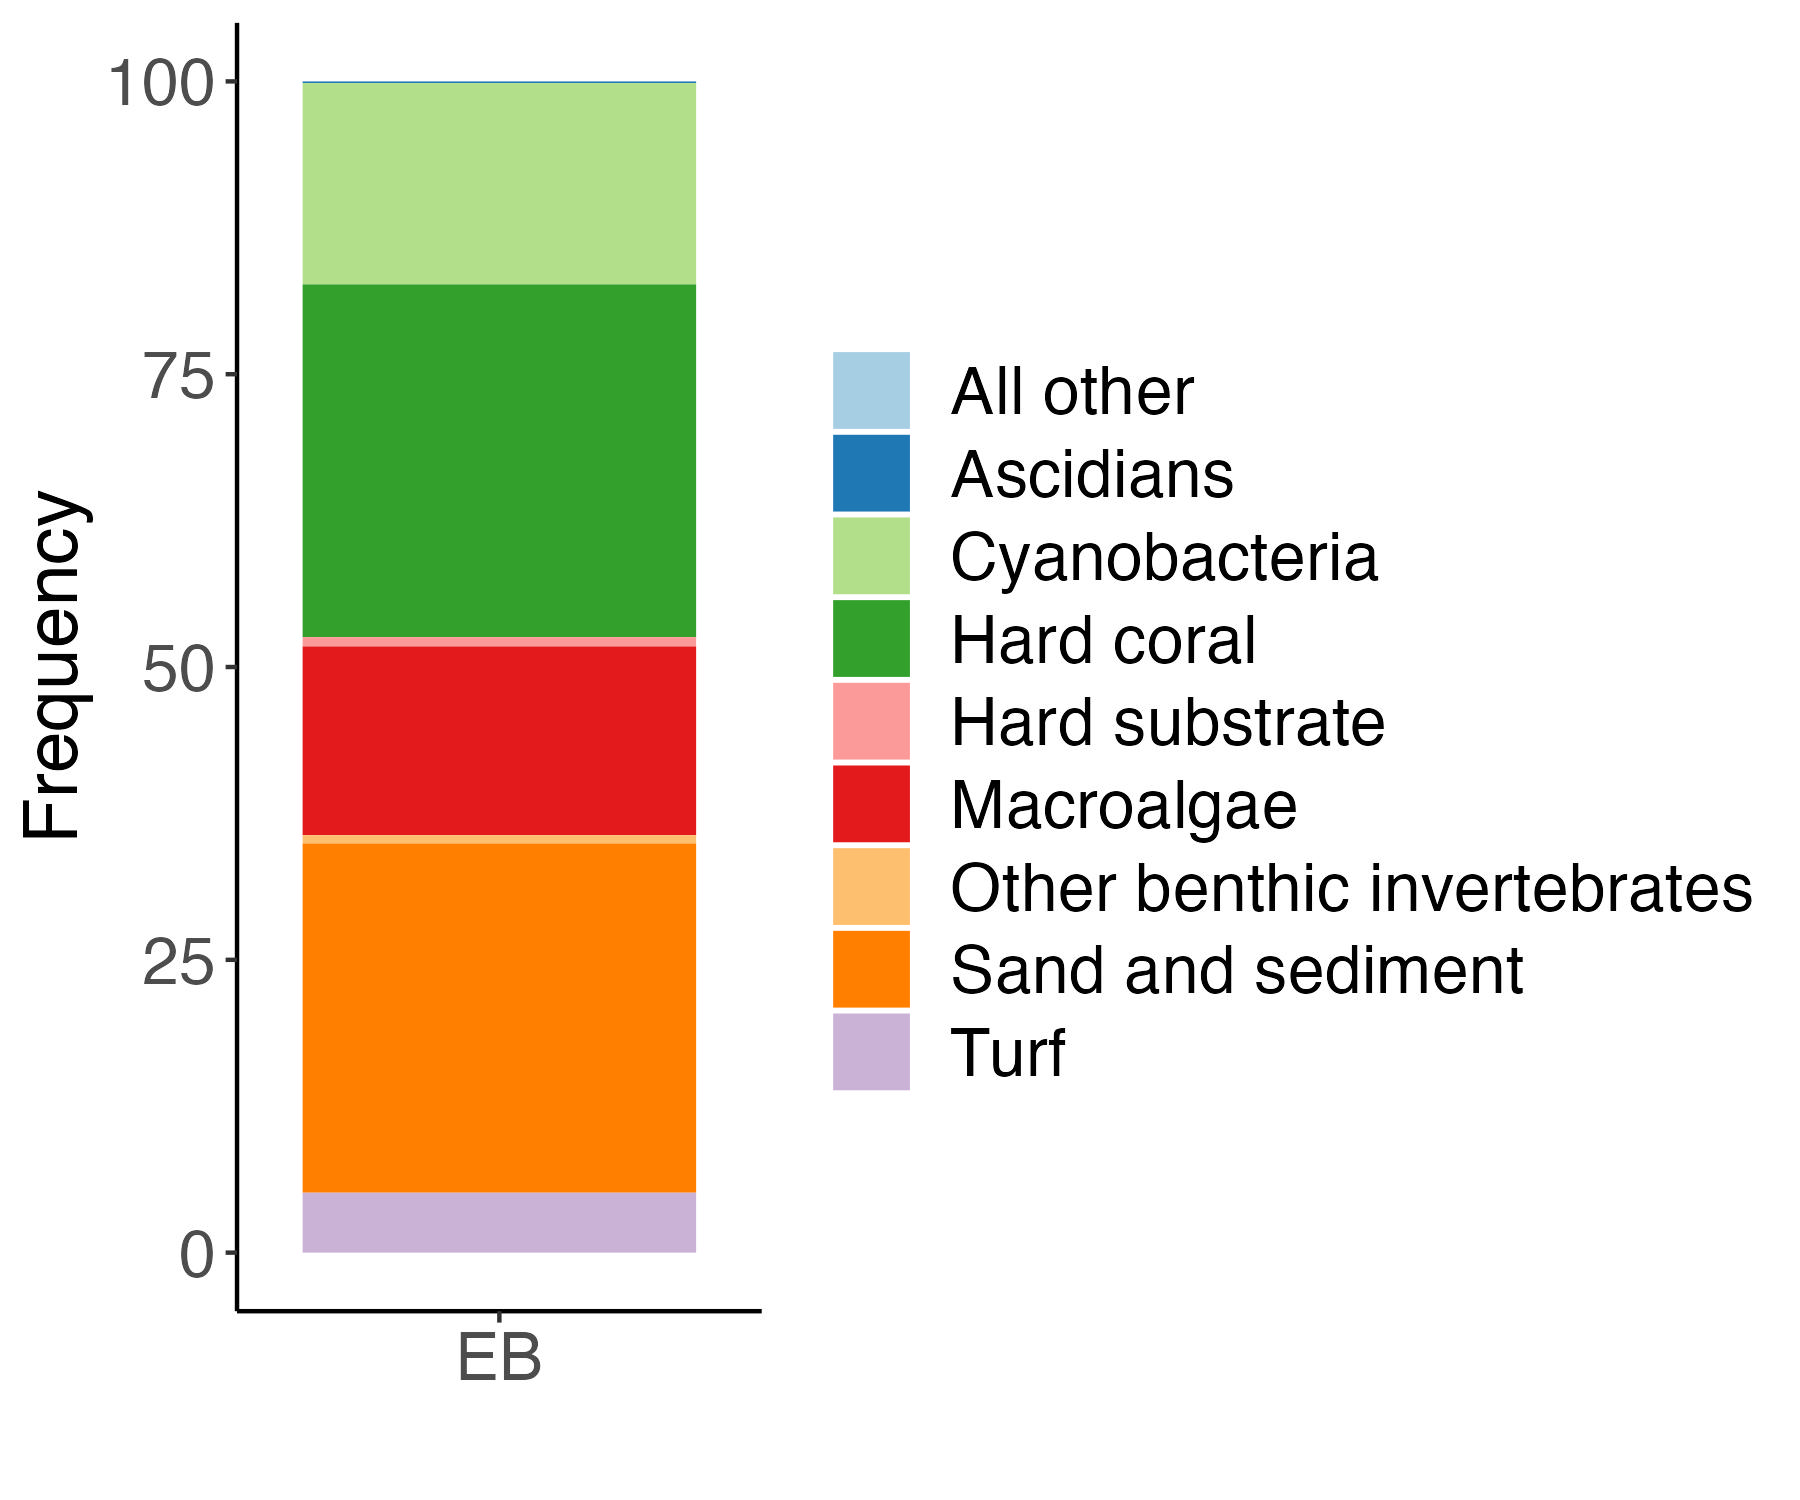 Frequency
100
75
50
25
0
EB
All other
Ascidians
Cyanobacteria
Hard coral
Hard substrate
Macroalgae
Other benthic invertebrates
Sand and sediment
Turf